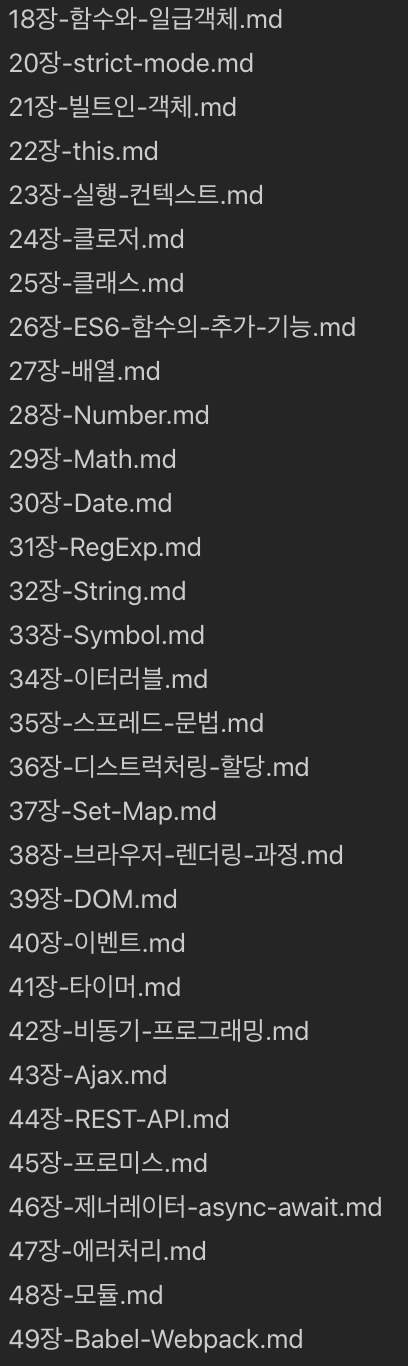 18장-함수와-일급객체.md
20장-strict-mode.md
21장-빌트인-객체.md
22장-this.md
23장-실행-컨텍스트.md
24장-클로저.md
25장-클래스.md
26장-ES6-함수의-추가-기능.md
27장-배열.md
28장-Number.md
29장-Math.md
30장-Date.md
31장-RegExp.md
32장-String.md
33장-Symbol.md
34장-이터러블.md
35장-스프레드-문법.md
36장-디스트럭처링-할당.md
37장-Set-Map.md
38장-브라우저-렌더링-과정.md
39장-DOM.md
40장-이벤트.md
41장-타이머.md
42장-비동기-프로그래밍.md
43장-Ajax.md
44장-REST-API.md
45장-프로미스.md
46장-제너레이터-async-await.md
47장-에러처리.md
48장-모듈.md
49장-Babel-Webpack.md